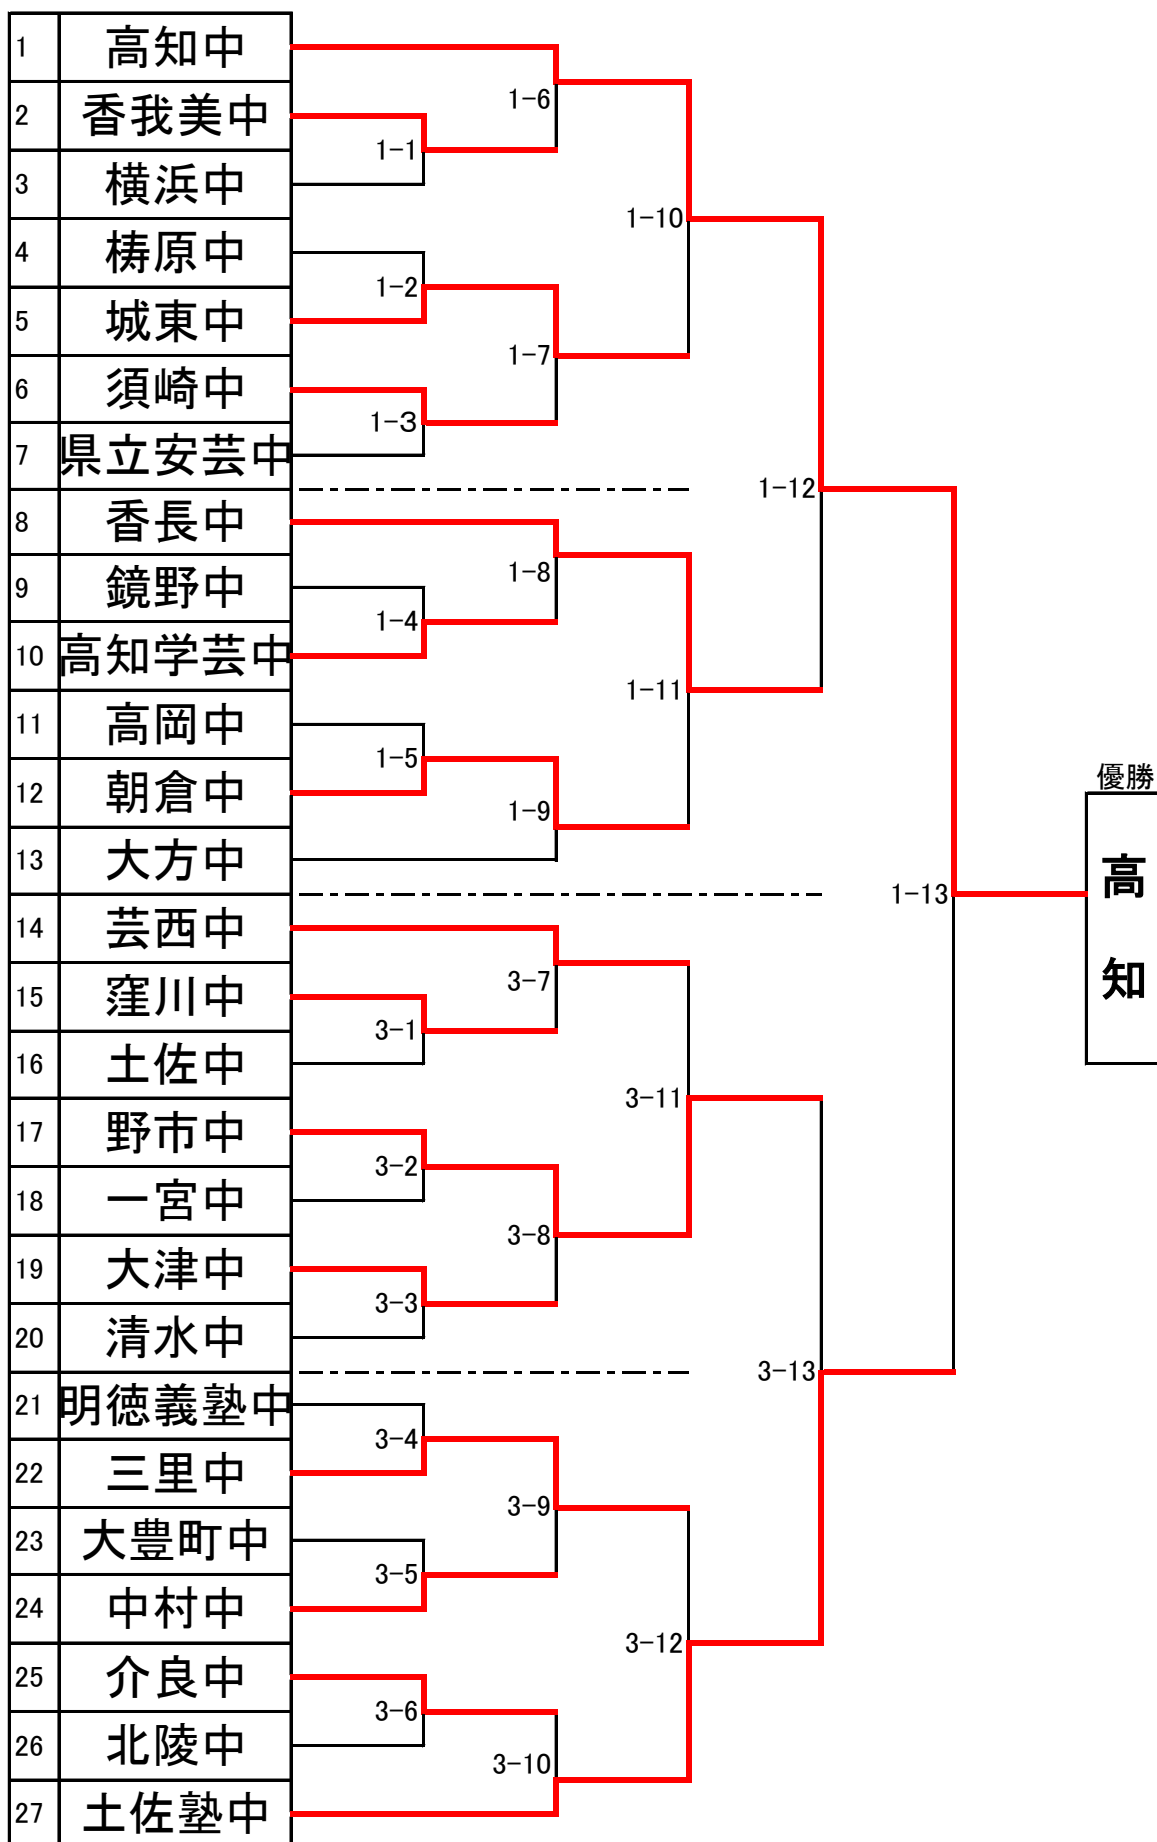 1 高知中
2 香我美中
3 横浜中
4 梼原中
5 城東中
6 須崎中
7 県立安芸中
8 香長中
9 鏡野中
10 高知学芸中
11 高岡中
12 朝倉中
13 大方中
14 芸西中
15 窪川中
16 土佐中
17 野市中
18 一宮中
19 大津中
20 清水中
21 明徳義塾中
22 三里中
23 大豊町中
24 中村中
25 介良中
26 北陵中
27 土佐塾中
1-1
1-2
1-3
1-4
1-5
3-1
3-2
3-3
3-4
3-5
3-6
1-6
1-7
1-8
1-9
3-7
3-8
3-9
3-10
1-10
1-11
3-11
3-12
1-12
3-13
1-13
優勝
高知